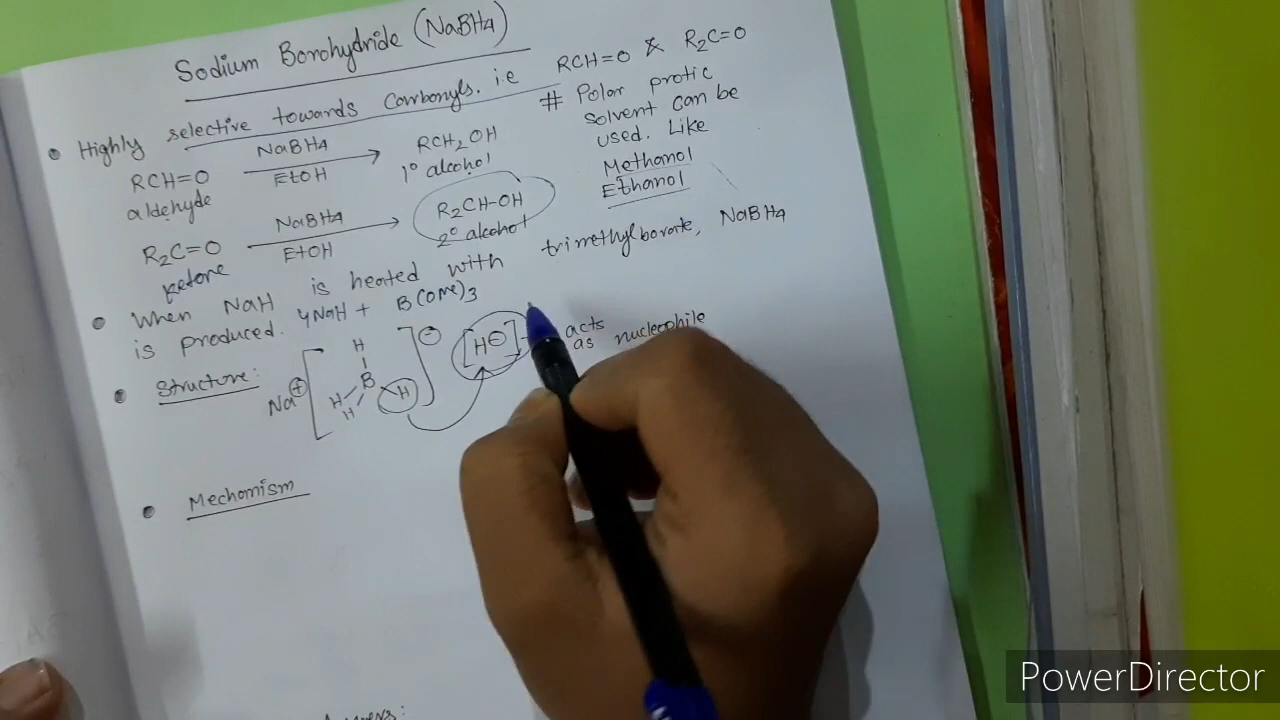 Sodium Borohydride (NaBH4)
• Highly selective towards Carbonyls. i.e RCH=O & R2C=O
RCH=O NaBH4 EtOH RCH2OH
aldehyde 1° alcohol
R2C=O NaBH4 EtOH R2CH-OH
ketone 2° alcohol
# Polar protic
solvent can be
used. Like
Methanol
Ethanol
• When NaH is heated with trimethylborate, NaBH4
is produced. 4NaH + B(OMe)3
• Structure:
Na⊕ [ H B H H H ]⊖ [H⊖] acts
as nucleophile
• Mechanism
PowerDirector